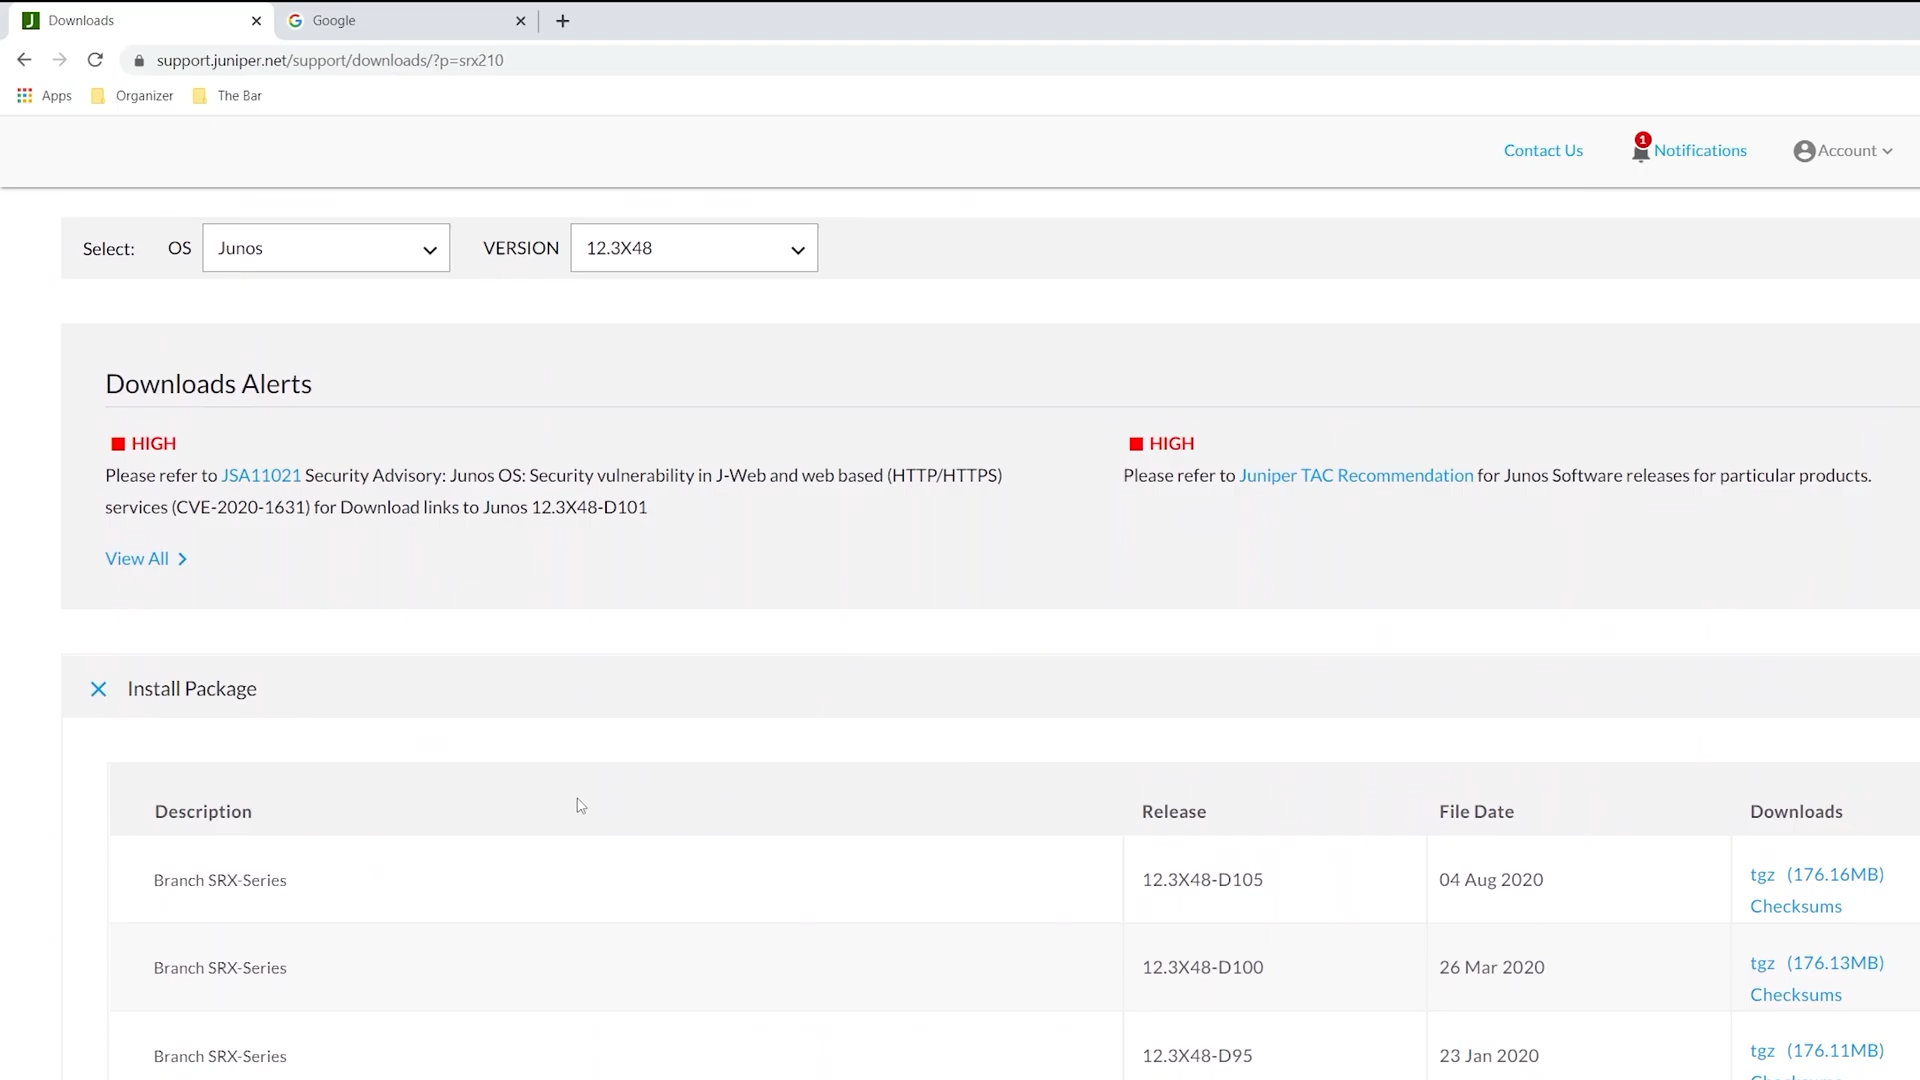 Downloads
Google
support.juniper.net/support/downloads/?p=srx210
Apps Organizer The Bar
Contact Us 1 Notifications Account
Select: OS Junos VERSION 12.3X48
Downloads Alerts
HIGH
Please refer to JSA11021 Security Advisory: Junos OS: Security vulnerability in J-Web and web based (HTTP/HTTPS)
services (CVE-2020-1631) for Download links to Junos 12.3X48-D101
HIGH
Please refer to Juniper TAC Recommendation for Junos Software releases for particular products.
View All
Install Package
Description Release File Date Downloads
Branch SRX-Series 12.3X48-D105 04 Aug 2020 tgz (176.16MB)
Checksums
Branch SRX-Series 12.3X48-D100 26 Mar 2020 tgz (176.13MB)
Checksums
Branch SRX-Series 12.3X48-D95 23 Jan 2020 tgz (176.11MB)